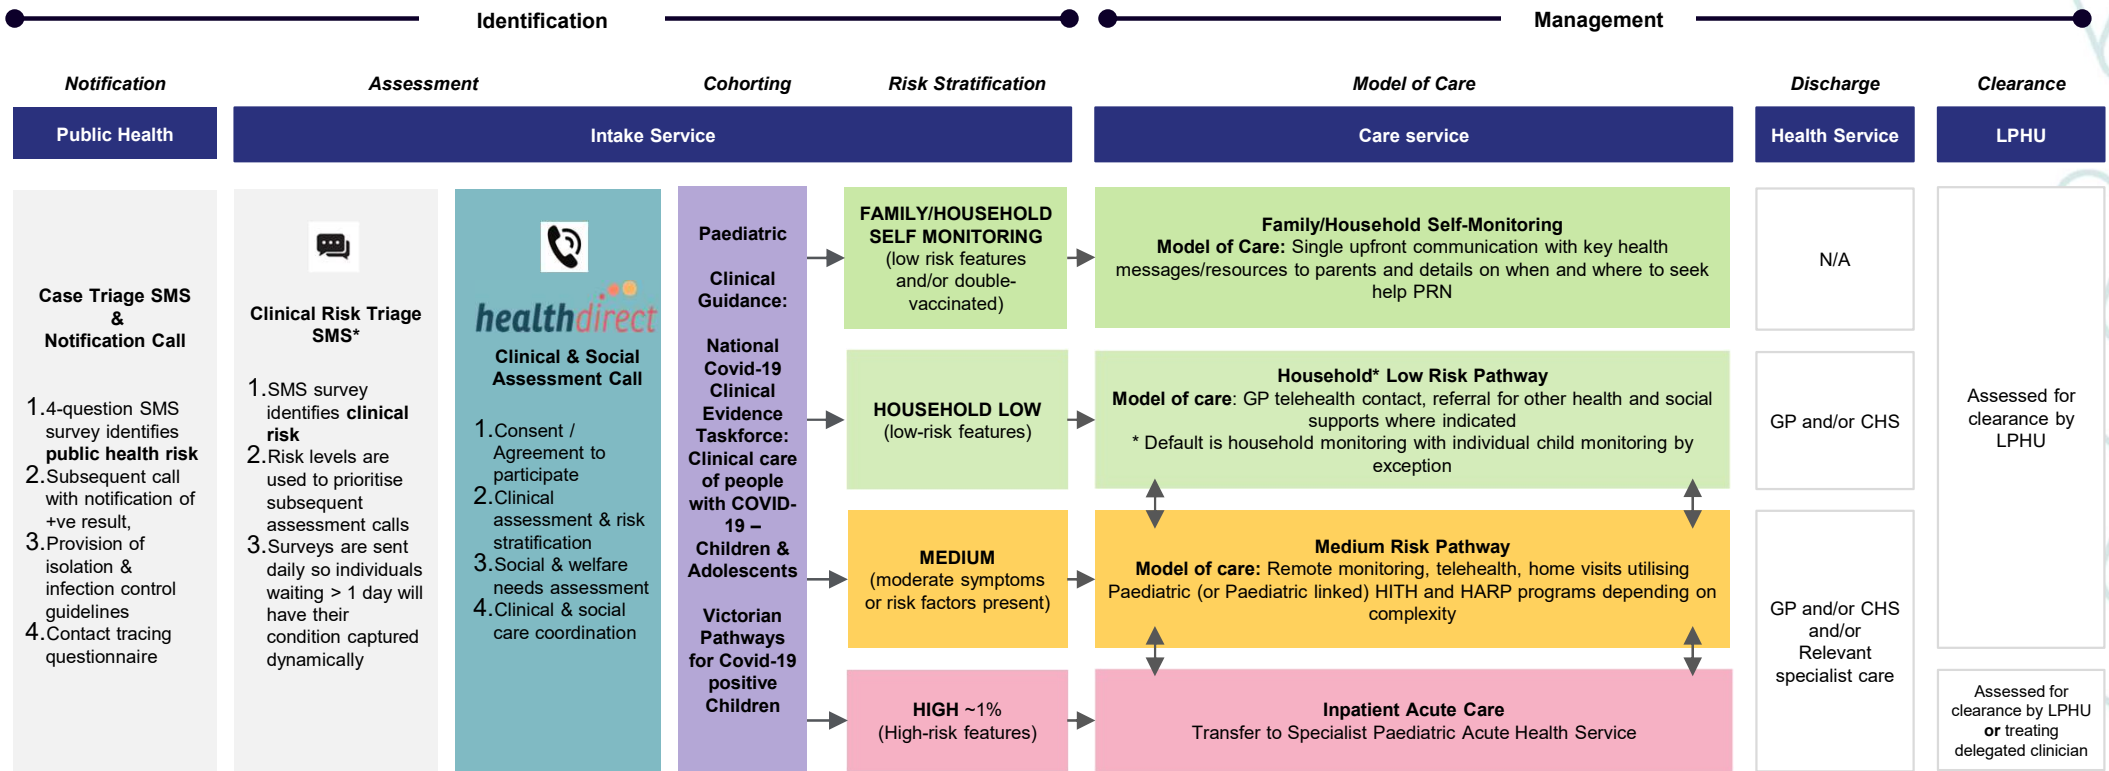 Identification
Management
Notification
Assessment
Cohorting
Risk Stratification
Model of Care
Discharge
Clearance
Public Health
Intake Service
Care service
Health Service
LPHU
Case Triage SMS
&
Notification Call
1.4-question SMS
survey identifies
public health risk
2.Subsequent call
with notification of
+ve result,
3.Provision of
isolation &
infection control
guidelines
4.Contact tracing
questionnaire
Clinical Risk Triage
SMS*
1.SMS survey
identifies clinical
risk
2.Risk levels are
used to prioritise
subsequent
assessment calls
3.Surveys are sent
daily so individuals
waiting > 1 day will
have their
condition captured
dynamically
healthdirect
Clinical & Social
Assessment Call
1.Consent /
Agreement to
participate
2.Clinical
assessment & risk
stratification
3.Social & welfare
needs assessment
4.Clinical & social
care coordination
Paediatric
Clinical
Guidance:
National
Covid-19
Clinical
Evidence
Taskforce:
Clinical care
of people
with COVID-
19 –
Children &
Adolescents
Victorian
Pathways
for Covid-19
positive
Children
FAMILY/HOUSEHOLD
SELF MONITORING
(low risk features
and/or double-
vaccinated)
HOUSEHOLD LOW
(low-risk features)
MEDIUM
(moderate symptoms
or risk factors present)
HIGH ~1%
(High-risk features)
Family/Household Self-Monitoring
Model of Care: Single upfront communication with key health
messages/resources to parents and details on when and where to seek
help PRN
Household* Low Risk Pathway
Model of care: GP telehealth contact, referral for other health and social
supports where indicated
* Default is household monitoring with individual child monitoring by
exception
Medium Risk Pathway
Model of care: Remote monitoring, telehealth, home visits utilising
Paediatric (or Paediatric linked) HITH and HARP programs depending on
complexity
Inpatient Acute Care
Transfer to Specialist Paediatric Acute Health Service
N/A
GP and/or CHS
GP and/or CHS
and/or
Relevant
specialist care
Assessed for
clearance by
LPHU
Assessed for
clearance by LPHU
or treating
delegated clinician